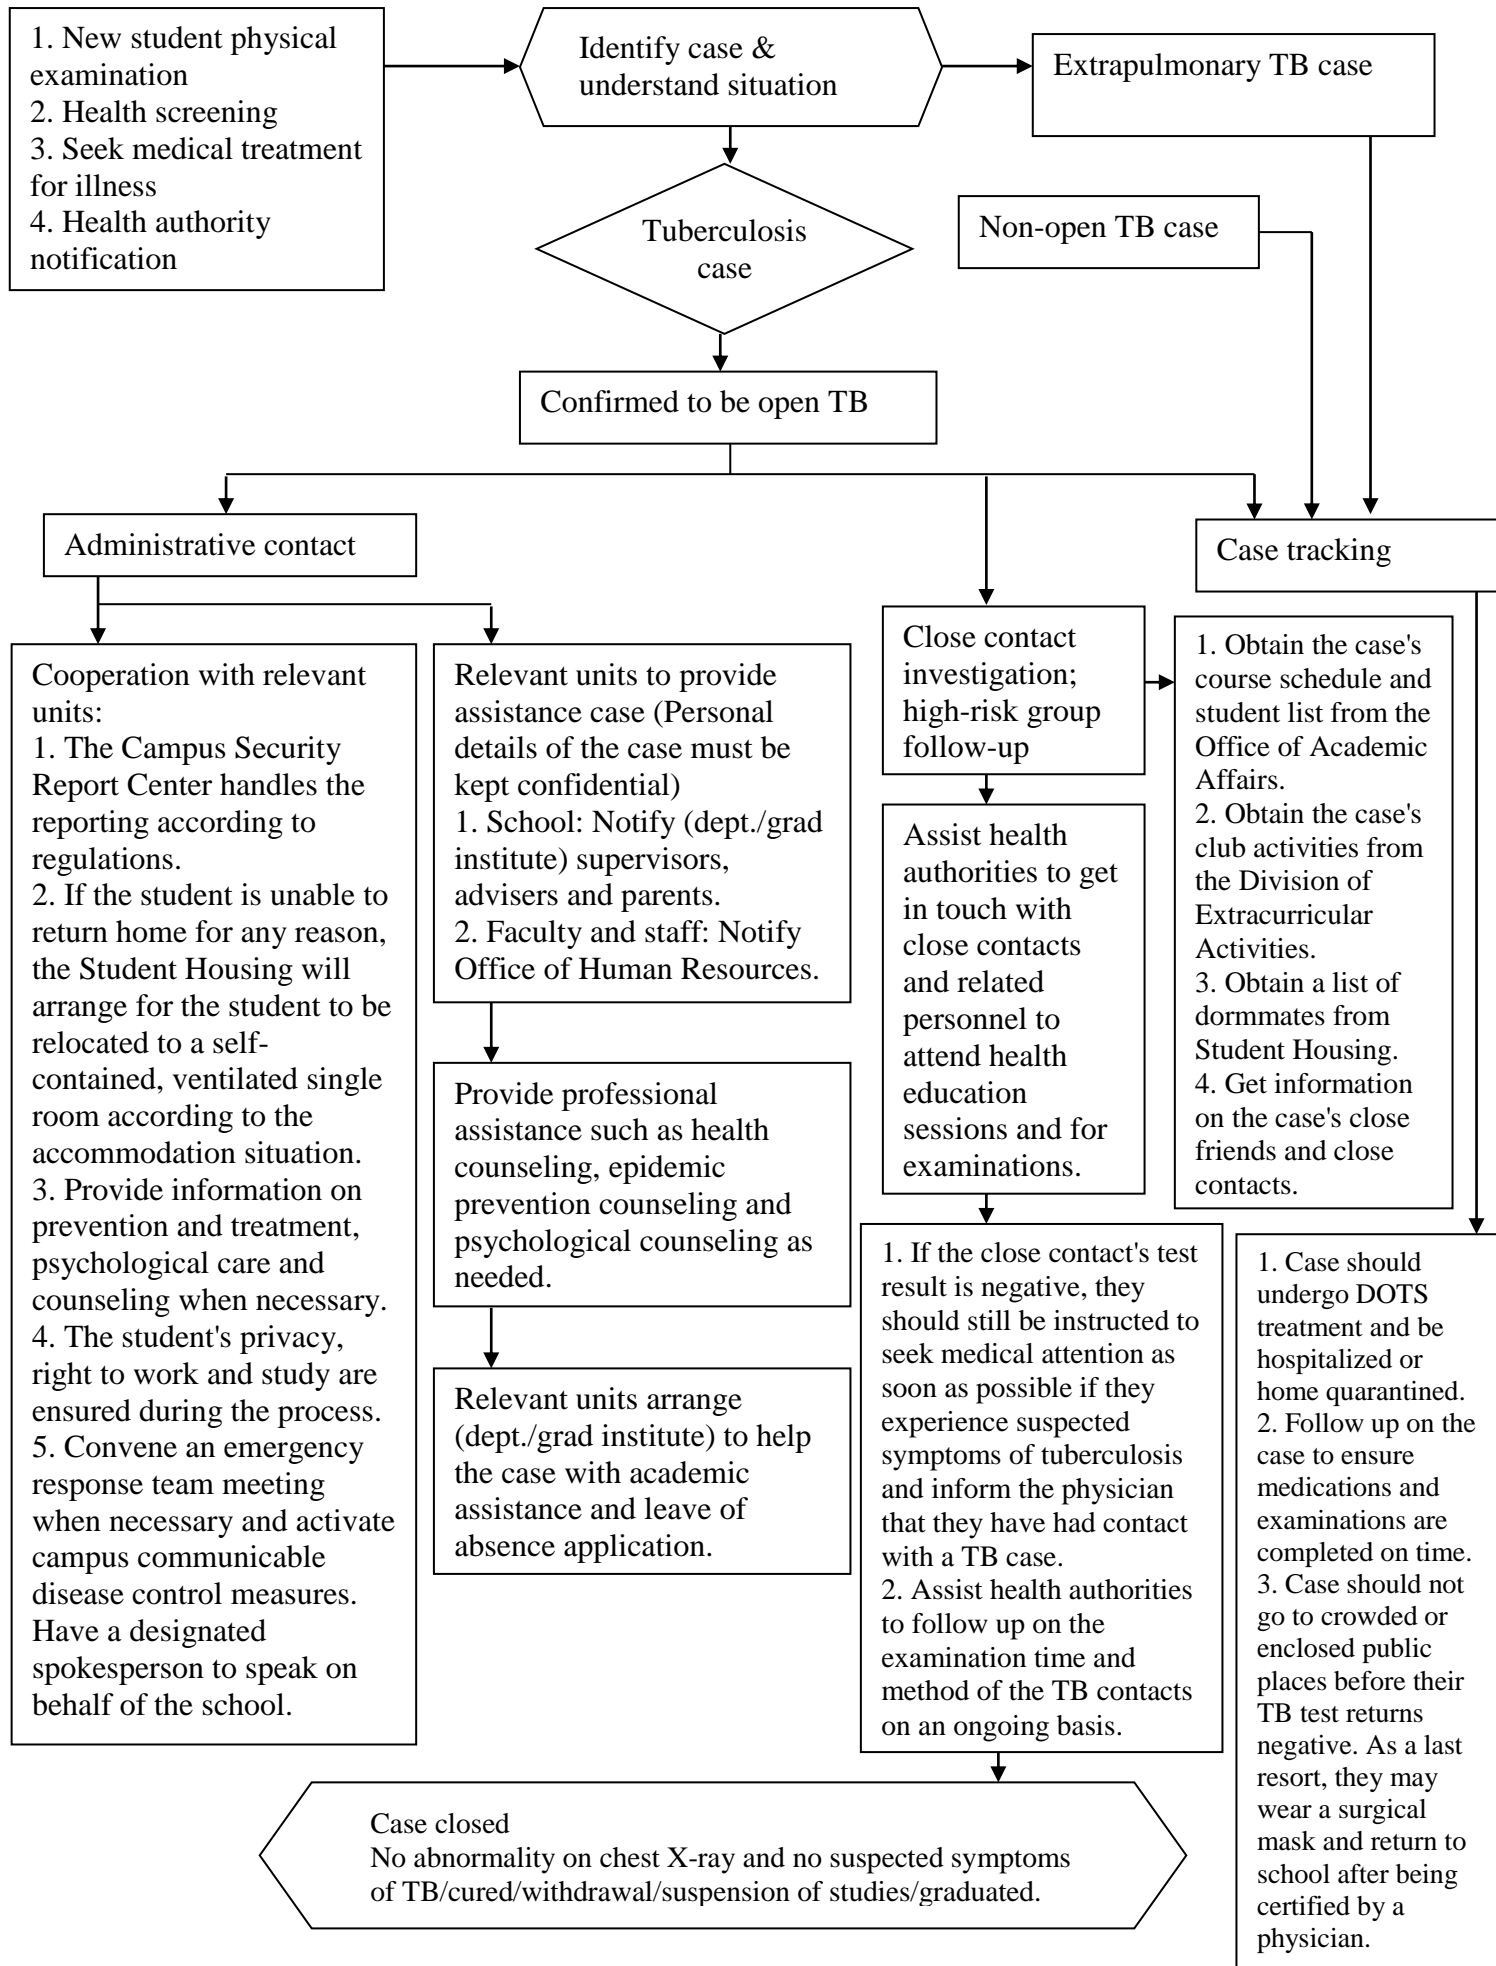 1. New student physical
examination
2. Health screening
3. Seek medical treatment
for illness
4. Health authority
notification
Identify case &
understand situation
Extrapulmonary TB case
Tuberculosis
case
Non-open TB case
Confirmed to be open TB
Administrative contact
Case tracking
Cooperation with relevant
units:
1. The Campus Security
Report Center handles the
reporting according to
regulations.
2. If the student is unable to
return home for any reason,
the Student Housing will
arrange for the student to be
relocated to a self-
contained, ventilated single
room according to the
accommodation situation.
3. Provide information on
prevention and treatment,
psychological care and
counseling when necessary.
4. The student's privacy,
right to work and study are
ensured during the process.
5. Convene an emergency
response team meeting
when necessary and activate
campus communicable
disease control measures.
Have a designated
spokesperson to speak on
behalf of the school.
Relevant units to provide
assistance case (Personal
details of the case must be
kept confidential)
1. School: Notify (dept./grad
institute) supervisors,
advisers and parents.
2. Faculty and staff: Notify
Office of Human Resources.
Provide professional
assistance such as health
counseling, epidemic
prevention counseling and
psychological counseling as
needed.
Relevant units arrange
(dept./grad institute) to help
the case with academic
assistance and leave of
absence application.
Close contact
investigation;
high-risk group
follow-up
Assist health
authorities to get
in touch with
close contacts
and related
personnel to
attend health
education
sessions and for
examinations.
1. If the close contact's test
result is negative, they
should still be instructed to
seek medical attention as
soon as possible if they
experience suspected
symptoms of tuberculosis
and inform the physician
that they have had contact
with a TB case.
2. Assist health authorities
to follow up on the
examination time and
method of the TB contacts
on an ongoing basis.
1. Obtain the case's
course schedule and
student list from the
Office of Academic
Affairs.
2. Obtain the case's
club activities from
the Division of
Extracurricular
Activities.
3. Obtain a list of
dormmates from
Student Housing.
4. Get information
on the case's close
friends and close
contacts.
1. Case should
undergo DOTS
treatment and be
hospitalized or
home quarantined.
2. Follow up on the
case to ensure
medications and
examinations are
completed on time.
3. Case should not
go to crowded or
enclosed public
places before their
TB test returns
negative. As a last
resort, they may
wear a surgical
mask and return to
school after being
certified by a
physician.
Case closed
No abnormality on chest X-ray and no suspected symptoms
of TB/cured/withdrawal/suspension of studies/graduated.